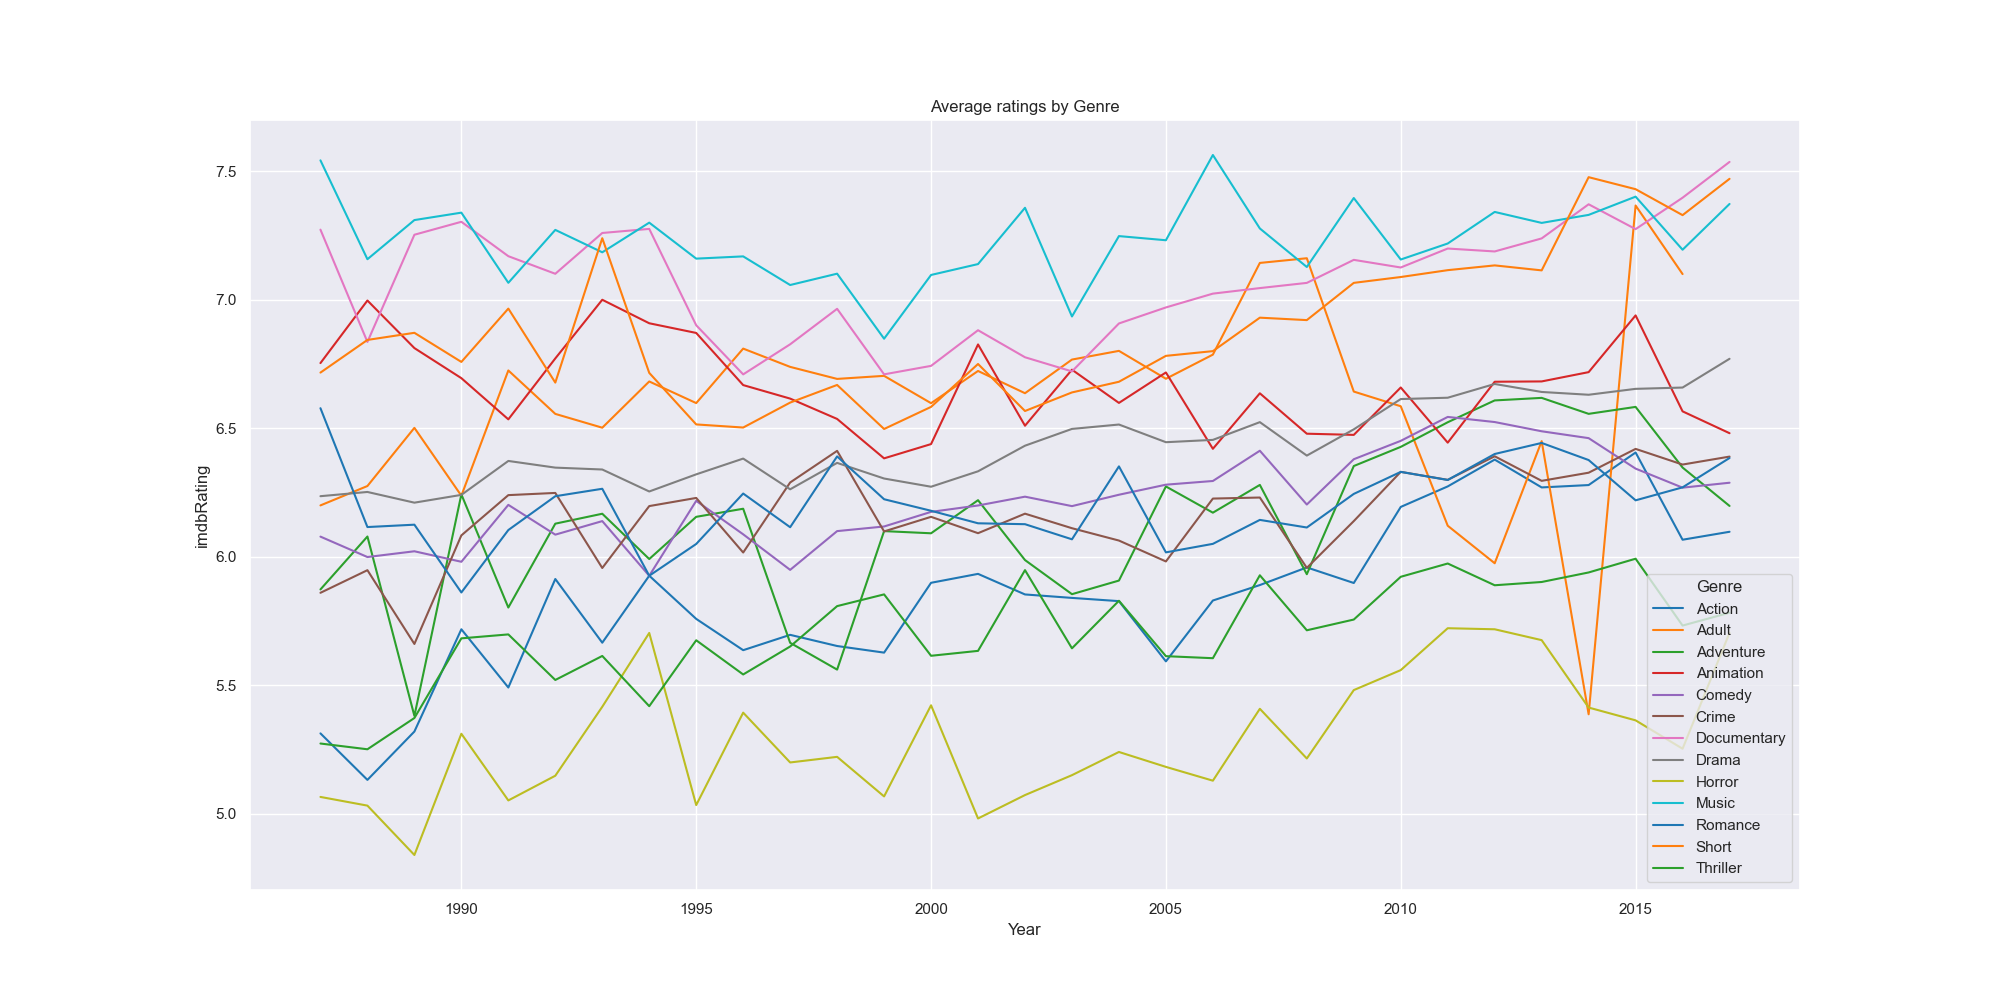 Average ratings by Genre
imdbRating
7.5
7.0
6.5
6.0
5.5
5.0
Genre
Action
Adult
Adventure
Animation
Comedy
Crime
Documentary
Drama
Horror
Music
Romance
Short
Thriller
1990 1995 2000 2005 2010 2015
Year